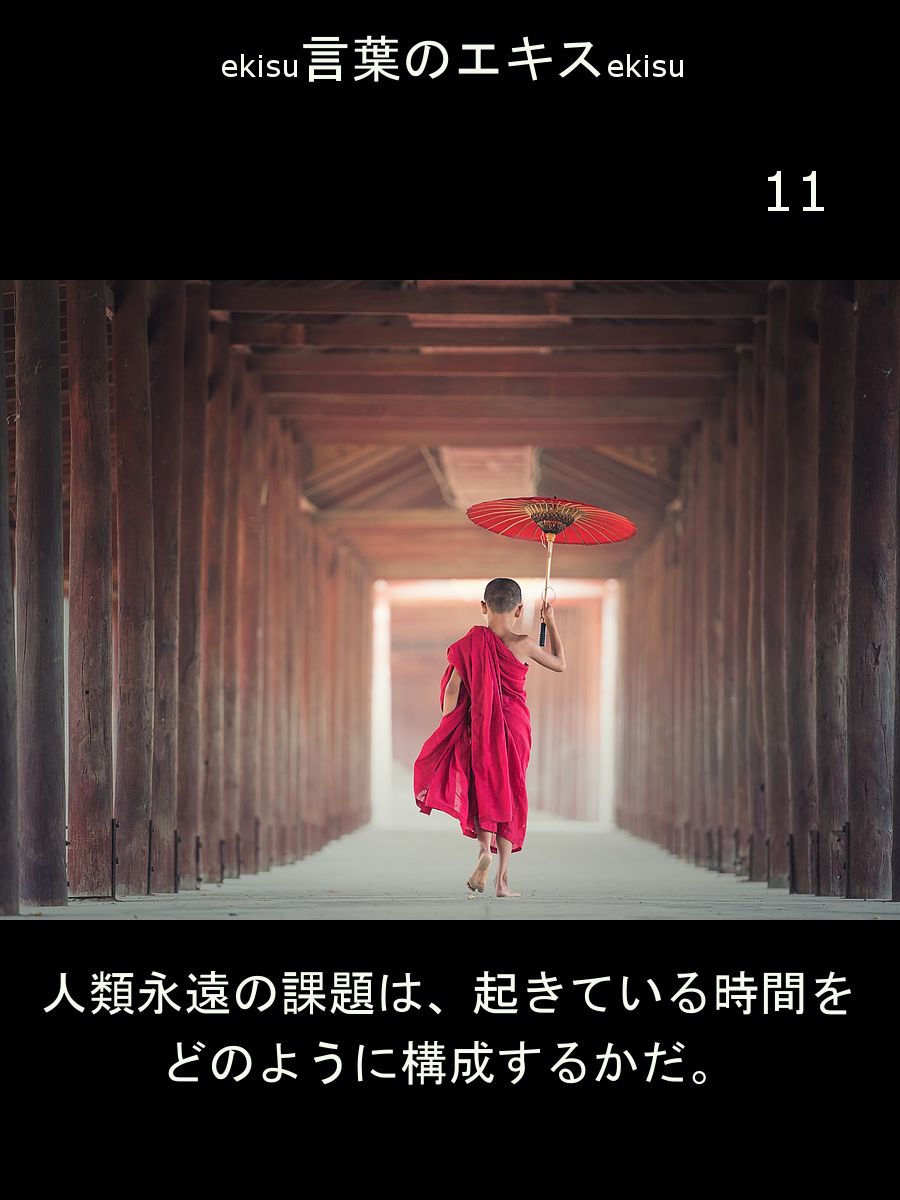 ekisu言葉のエキスekisu
11
人類永遠の課題は、起きている時間を
どのように構成するかだ。